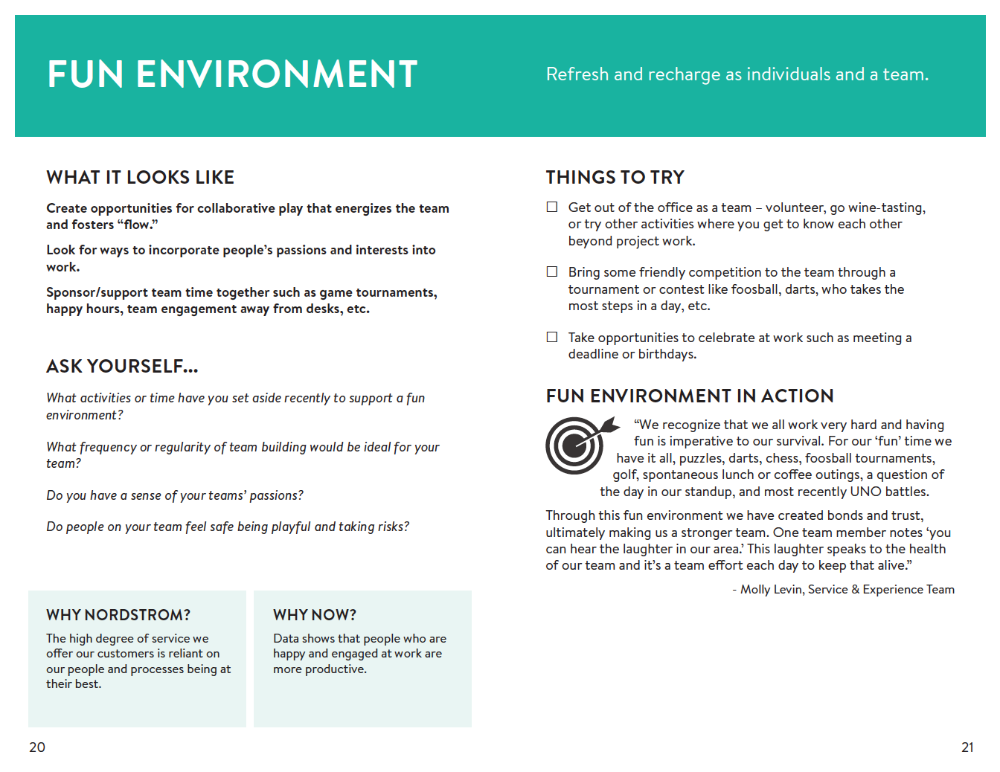 FUN ENVIRONMENT
Refresh and recharge as individuals and a team.
WHAT IT LOOKS LIKE
Create opportunities for collaborative play that energizes the team
and fosters “flow.”
Look for ways to incorporate people’s passions and interests into
work.
Sponsor/support team time together such as game tournaments,
happy hours, team engagement away from desks, etc.
ASK YOURSELF...
What activities or time have you set aside recently to support a fun
environment?
What frequency or regularity of team building would be ideal for your
team?
Do you have a sense of your teams’ passions?
Do people on your team feel safe being playful and taking risks?
WHY NORDSTROM?
The high degree of service we
offer our customers is reliant on
our people and processes being at
their best.
WHY NOW?
Data shows that people who are
happy and engaged at work are
more productive.
20
THINGS TO TRY
Get out of the office as a team – volunteer, go wine-tasting,
or try other activities where you get to know each other
beyond project work.
Bring some friendly competition to the team through a
tournament or contest like foosball, darts, who takes the
most steps in a day, etc.
Take opportunities to celebrate at work such as meeting a
deadline or birthdays.
FUN ENVIRONMENT IN ACTION
“We recognize that we all work very hard and having
fun is imperative to our survival. For our ‘fun’ time we
have it all, puzzles, darts, chess, foosball tournaments,
golf, spontaneous lunch or coffee outings, a question of
the day in our standup, and most recently UNO battles.
Through this fun environment we have created bonds and trust,
ultimately making us a stronger team. One team member notes ‘you
can hear the laughter in our area.’ This laughter speaks to the health
of our team and it’s a team effort each day to keep that alive.”
- Molly Levin, Service & Experience Team
21